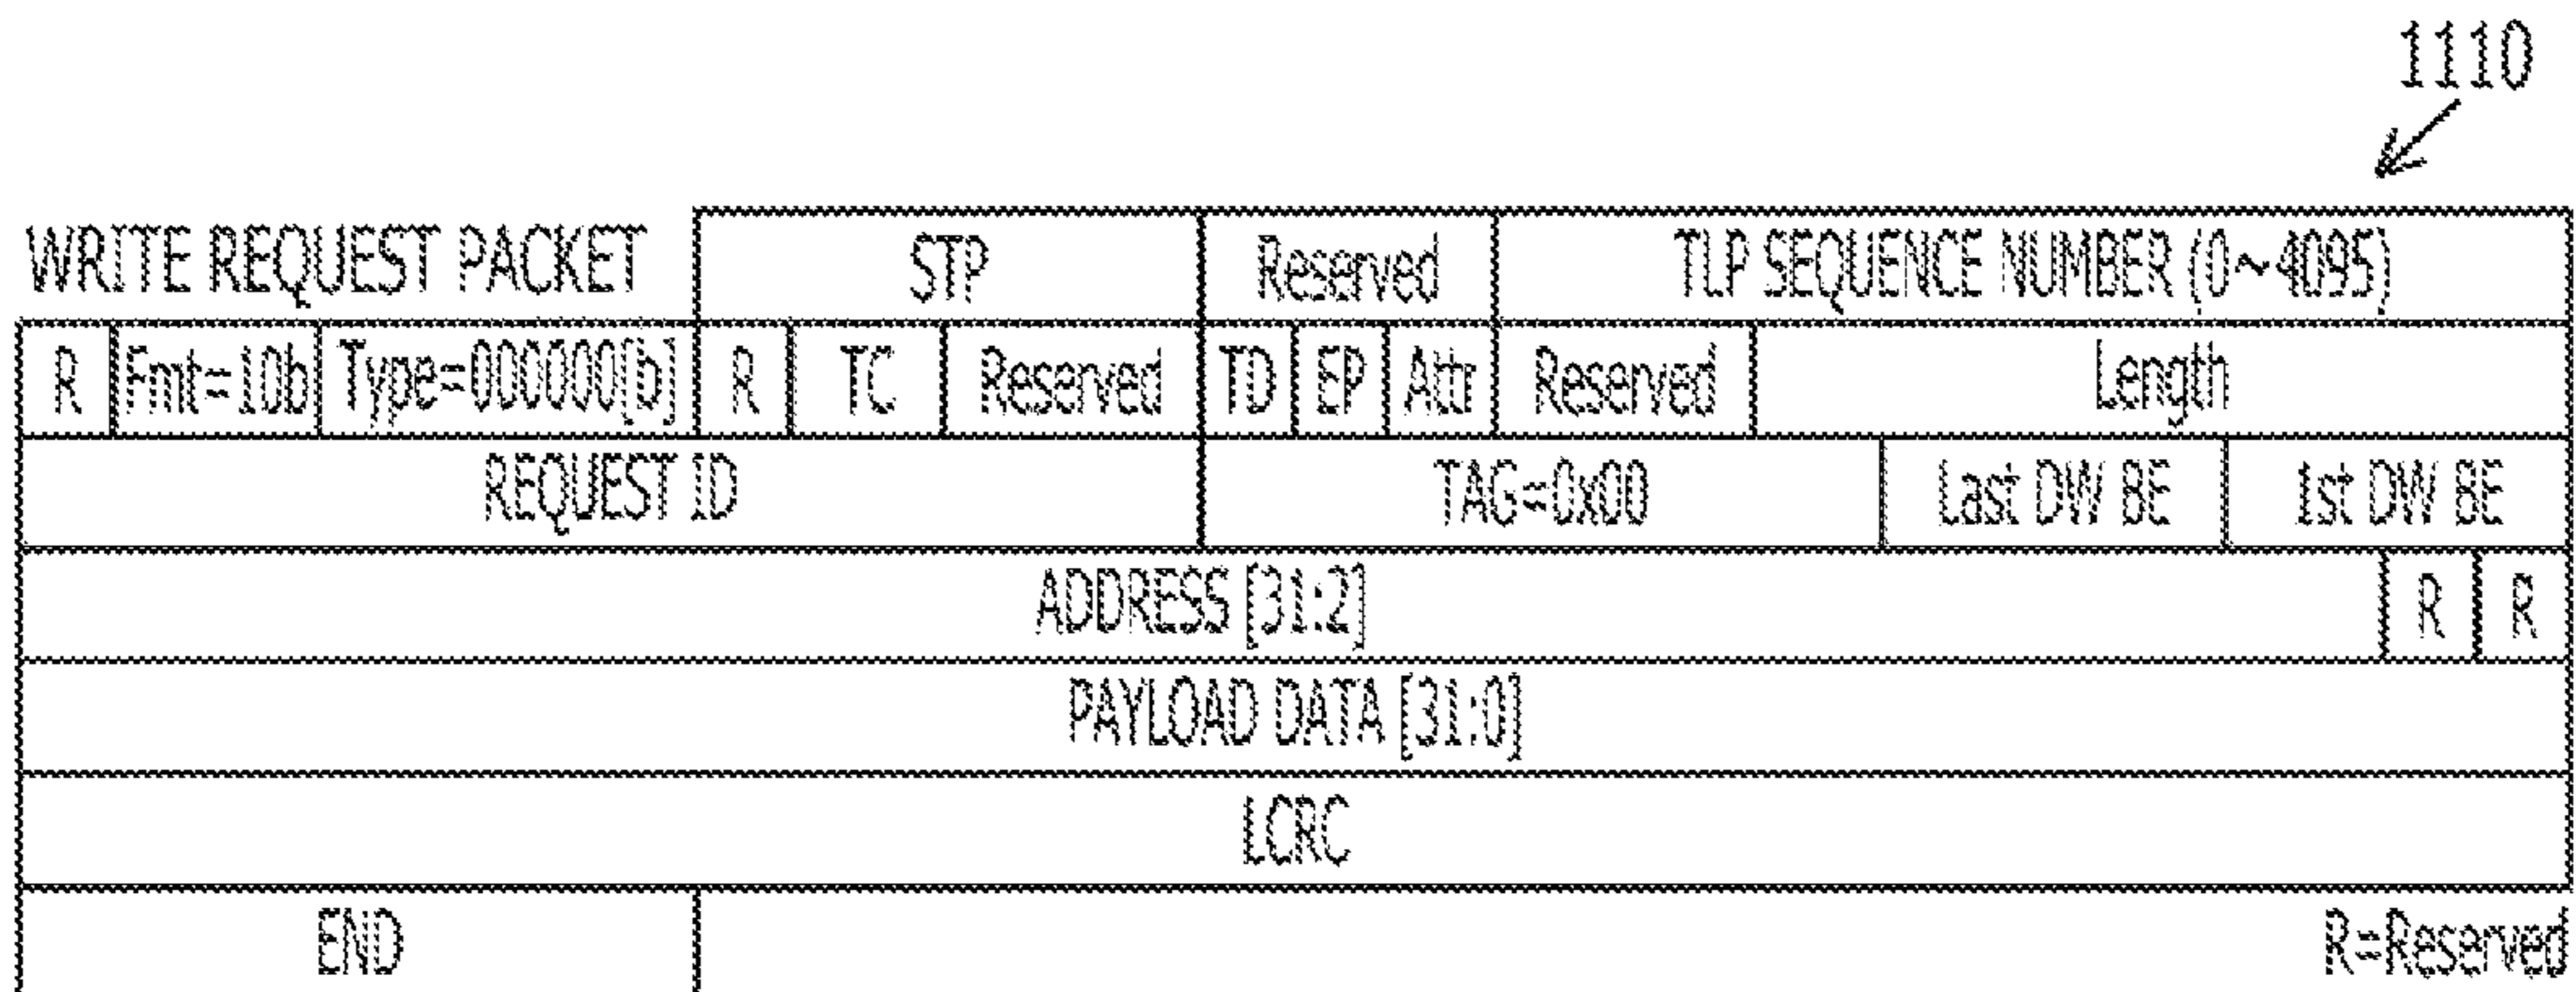 1110
WRITE REQUEST PACKET STP Reserved TLP SEQUENCE NUMBER (0~4095)
R Fmt=10b Type=000000[b] R TC Reserved TD EP Attr Reserved Length
REQUEST ID TAG=0x00 Last DW BE 1st DW BE
ADDRESS [31:2] R R
PAYLOAD DATA [31:0]
LCRC
END R=Reserved